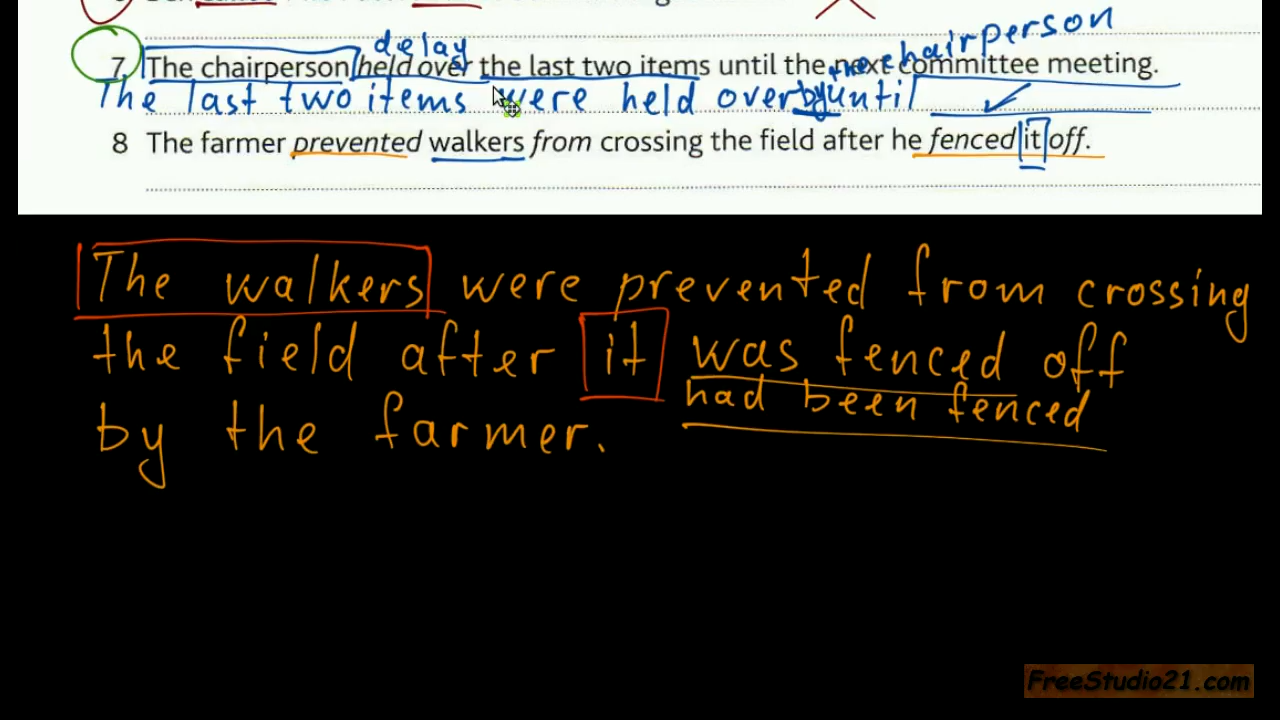 delay
the chairperson
7 The chairperson held over the last two items until the next committee meeting.
The last two items were held over by until
8 The farmer prevented walkers from crossing the field after he fenced it off.
The walkers were prevented from crossing
the field after it was fenced off
had been fenced
by the farmer.
FreeStudio21.com